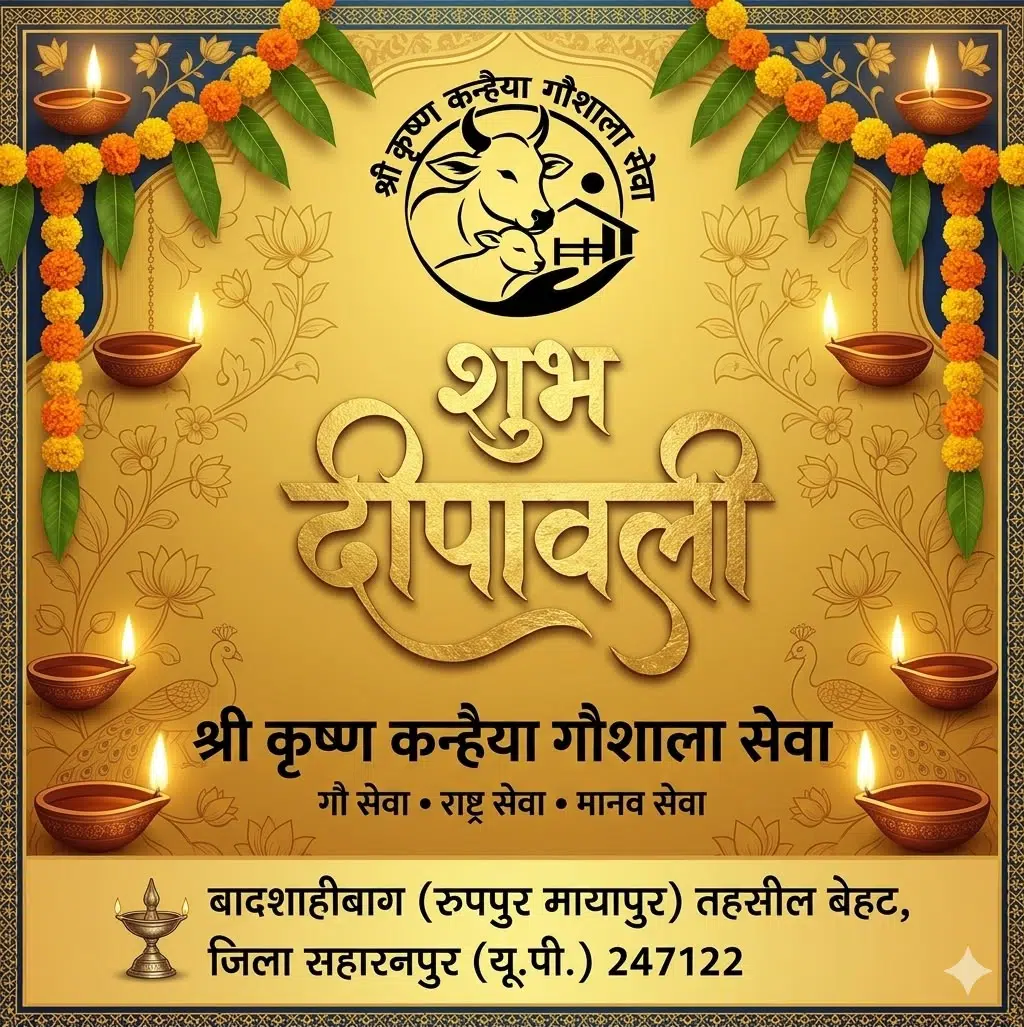 श्री कृष्ण कन्हैया गौशाला सेवा
शुभ
दीपावली
श्री कृष्ण कन्हैया गौशाला सेवा
गौ सेवा • राष्ट्र सेवा • मानव सेवा
बादशाहीबाग (रुपपुर मायापुर) तहसील बेहट,
जिला सहारनपुर (यू.पी.) 247122